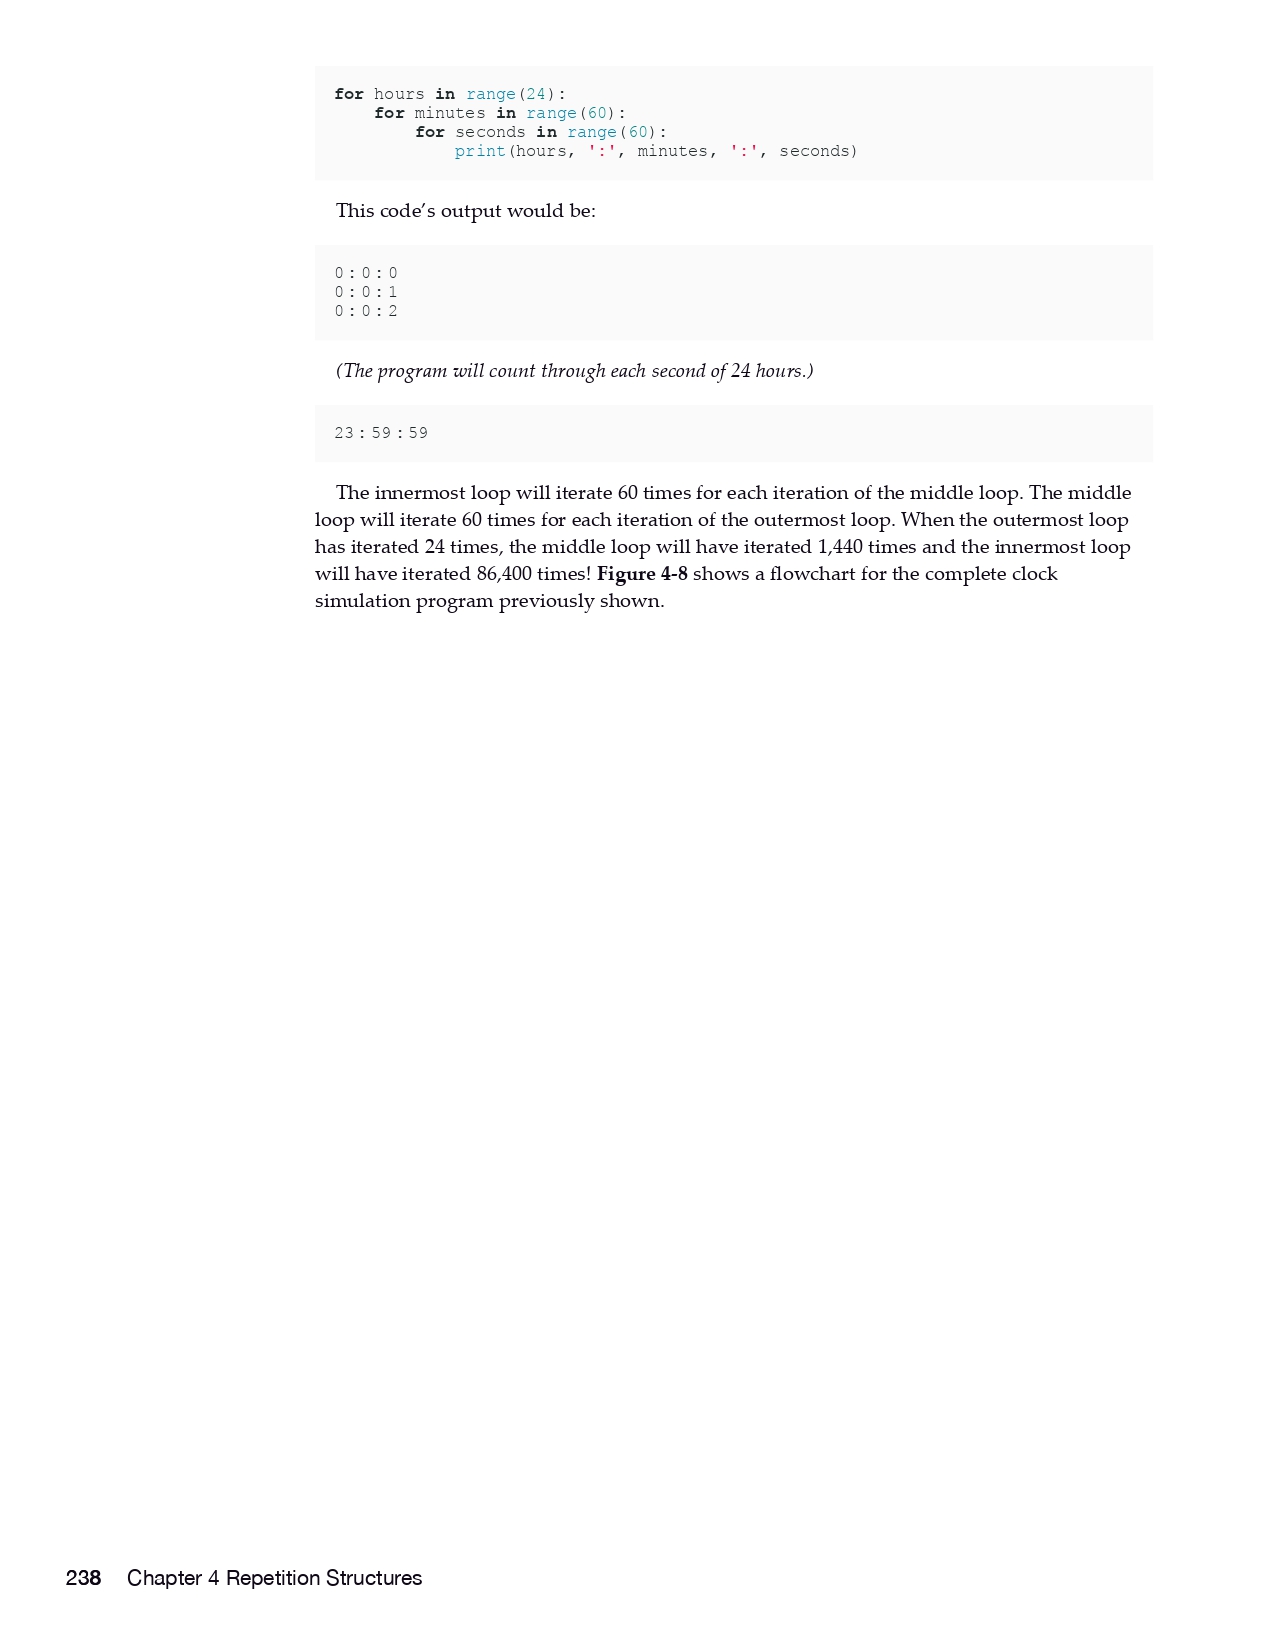 for hours in range(24):
    for minutes in range(60):
        for seconds in range(60):
            print(hours, ':', minutes, ':', seconds)
This code’s output would be:
0:0:0
0:0:1
0:0:2
(The program will count through each second of 24 hours.)
23:59:59
The innermost loop will iterate 60 times for each iteration of the middle loop. The middle
loop will iterate 60 times for each iteration of the outermost loop. When the outermost loop
has iterated 24 times, the middle loop will have iterated 1,440 times and the innermost loop
will have iterated 86,400 times! Figure 4-8 shows a flowchart for the complete clock
simulation program previously shown.
238 Chapter 4 Repetition Structures